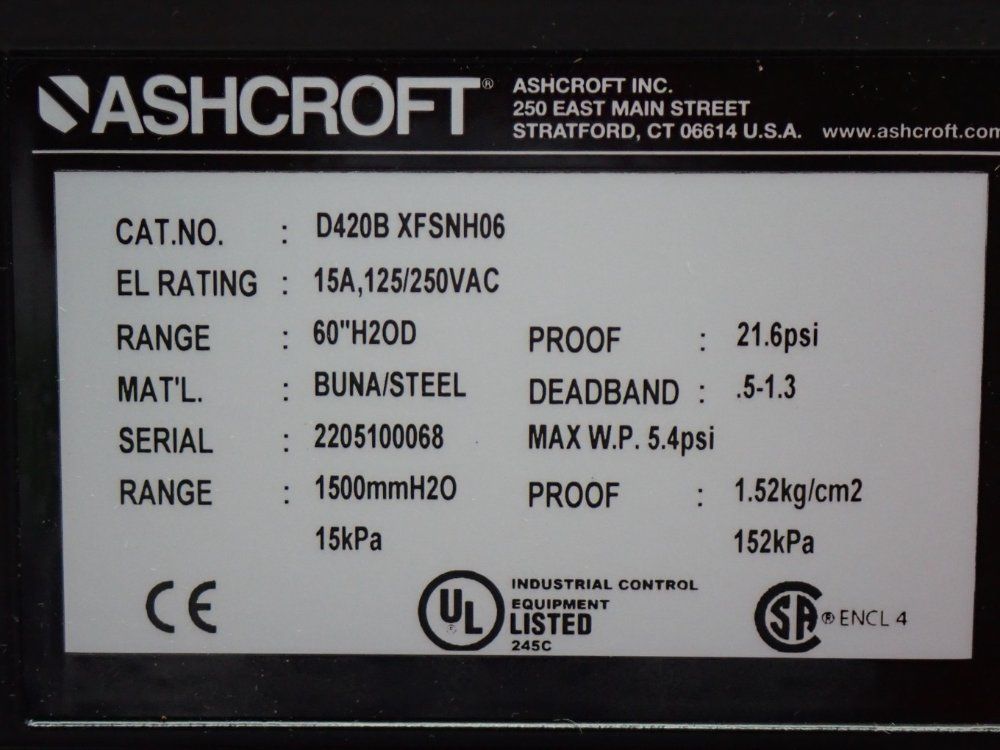 ASHCROFT®
ASHCROFT INC.
250 EAST MAIN STREET
STRATFORD, CT 06614 U.S.A. www.ashcroft.com
CAT.NO. : D420B XFSNH06
EL RATING : 15A,125/250VAC
RANGE : 60"H2OD PROOF : 21.6psi
MAT'L. : BUNA/STEEL DEADBAND : .5-1.3
SERIAL : 2205100068 MAX W.P. 5.4psi
RANGE : 1500mmH2O PROOF : 1.52kg/cm2
15kPa 152kPa
CE
UL ®
INDUSTRIAL CONTROL
EQUIPMENT
LISTED
245C
SA ® ENCL 4